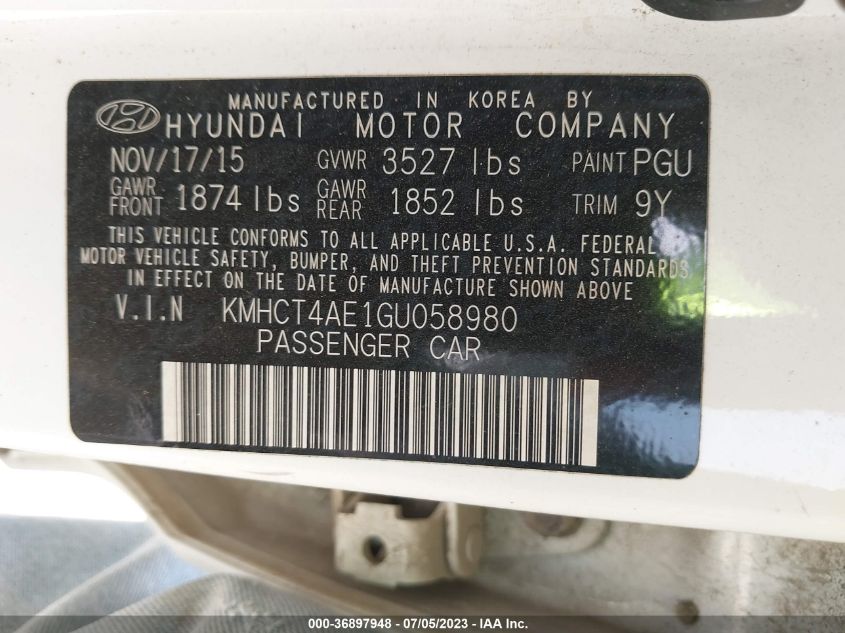 MANUFACTURED IN KOREA BY
HYUNDAI MOTOR COMPANY
NOV/17/15 GVWR 3527 lbs PAINT PGU
GAWR FRONT 1874 lbs GAWR REAR 1852 lbs TRIM 9Y
THIS VEHICLE CONFORMS TO ALL APPLICABLE U.S.A. FEDERAL
MOTOR VEHICLE SAFETY, BUMPER, AND THEFT PREVENTION STANDARDS
IN EFFECT ON THE DATE OF MANUFACTURE SHOWN ABOVE
V.I.N KMHCT4AE1GU058980
PASSENGER CAR
000-36897948 - 07/05/2023 - IAA Inc.